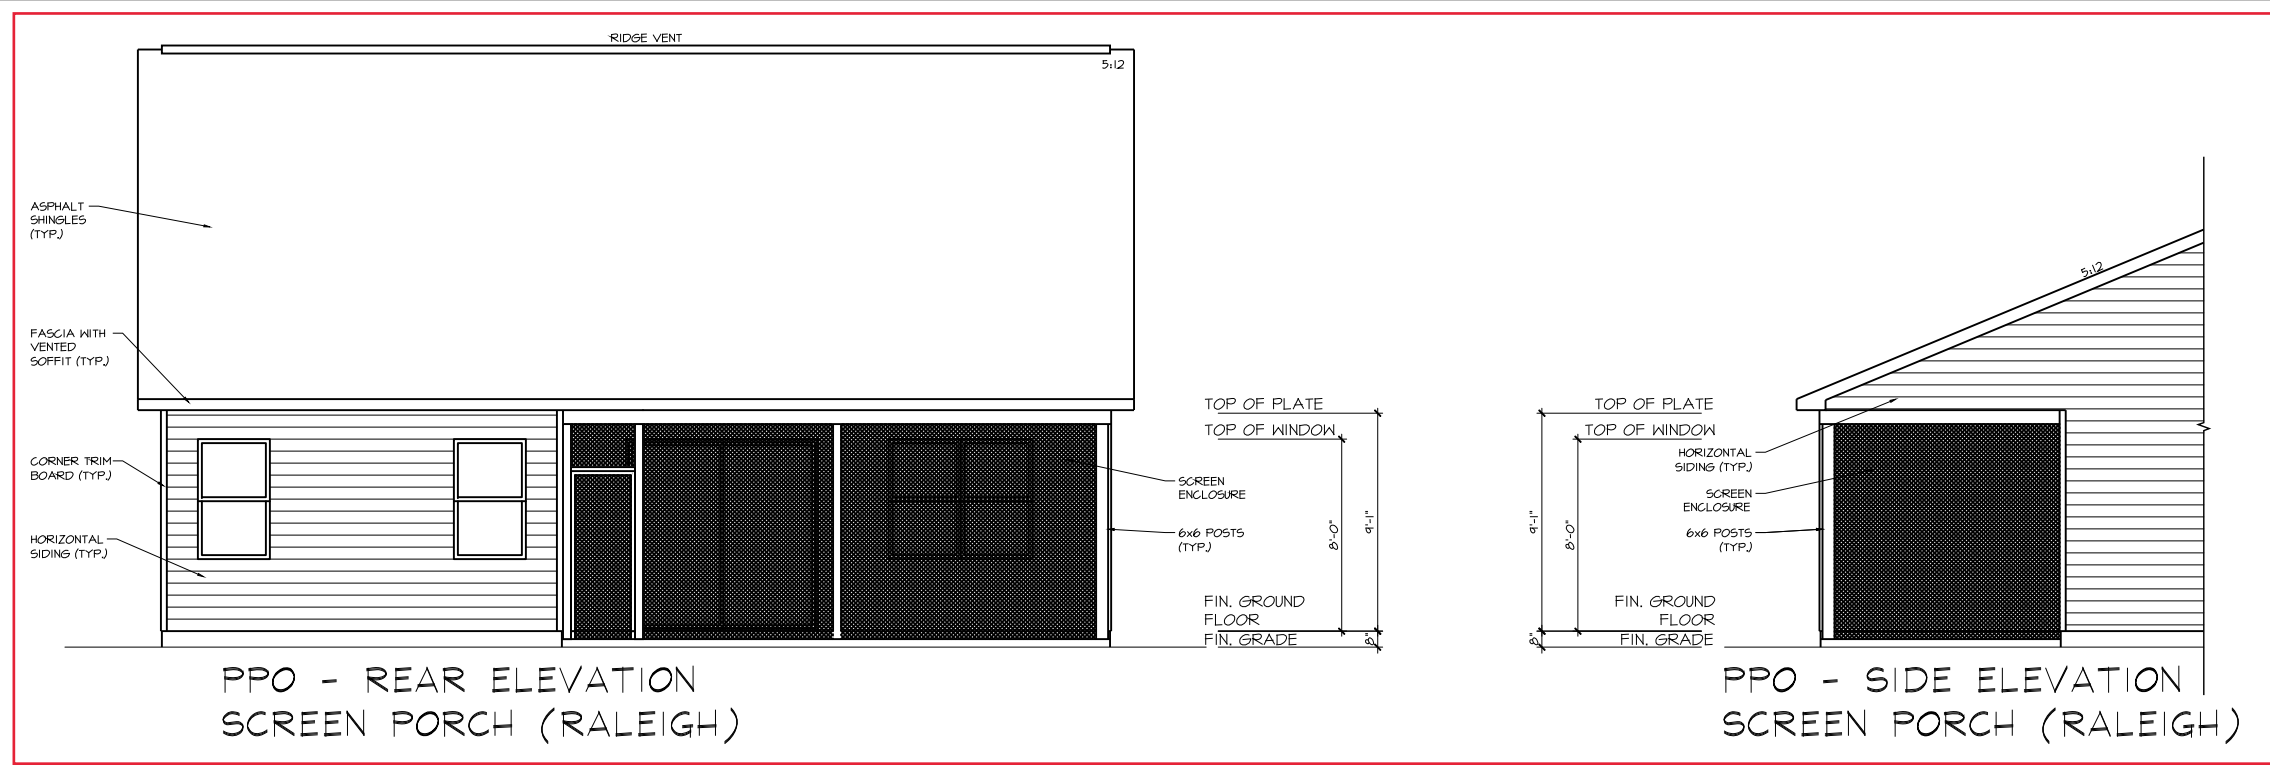 RIDGE VENT
5:12
ASPHALT
SHINGLES
(TYP.)
FASCIA WITH
VENTED
SOFFIT (TYP.)
CORNER TRIM
BOARD (TYP.)
HORIZONTAL
SIDING (TYP.)
SCREEN
ENCLOSURE
6x6 POSTS
(TYP.)
TOP OF PLATE
TOP OF WINDOW
8'-0"
9'-1"
FIN. GROUND
FLOOR
FIN. GRADE
8"
PPO - REAR ELEVATION
SCREEN PORCH (RALEIGH)
5:12
TOP OF PLATE
TOP OF WINDOW
HORIZONTAL
SIDING (TYP.)
SCREEN
ENCLOSURE
6x6 POSTS
(TYP.)
9'-1"
8'-0"
FIN. GROUND
FLOOR
FIN. GRADE
8"
PPO - SIDE ELEVATION
SCREEN PORCH (RALEIGH)